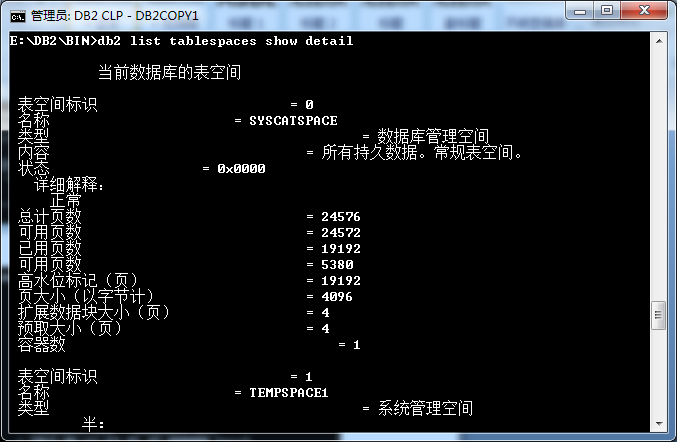 管理员: DB2 CLP - DB2COPY1
E:\DB2\BIN>db2 list tablespaces show detail
当前数据库的表空间
表空间标识 = 0
名称 = SYSCATSPACE
类型 = 数据库管理空间
内容 = 所有持久数据。常规表空间。
状态 = 0x0000
详细解释：
正常
总计页数 = 24576
可用页数 = 24572
已用页数 = 19192
可用页数 = 5380
高水位标记（页） = 19192
页大小（以字节计） = 4096
扩展数据块大小（页） = 4
预取大小（页） = 4
容器数 = 1
表空间标识 = 1
名称 = TEMPSPACE1
类型 = 系统管理空间
半：